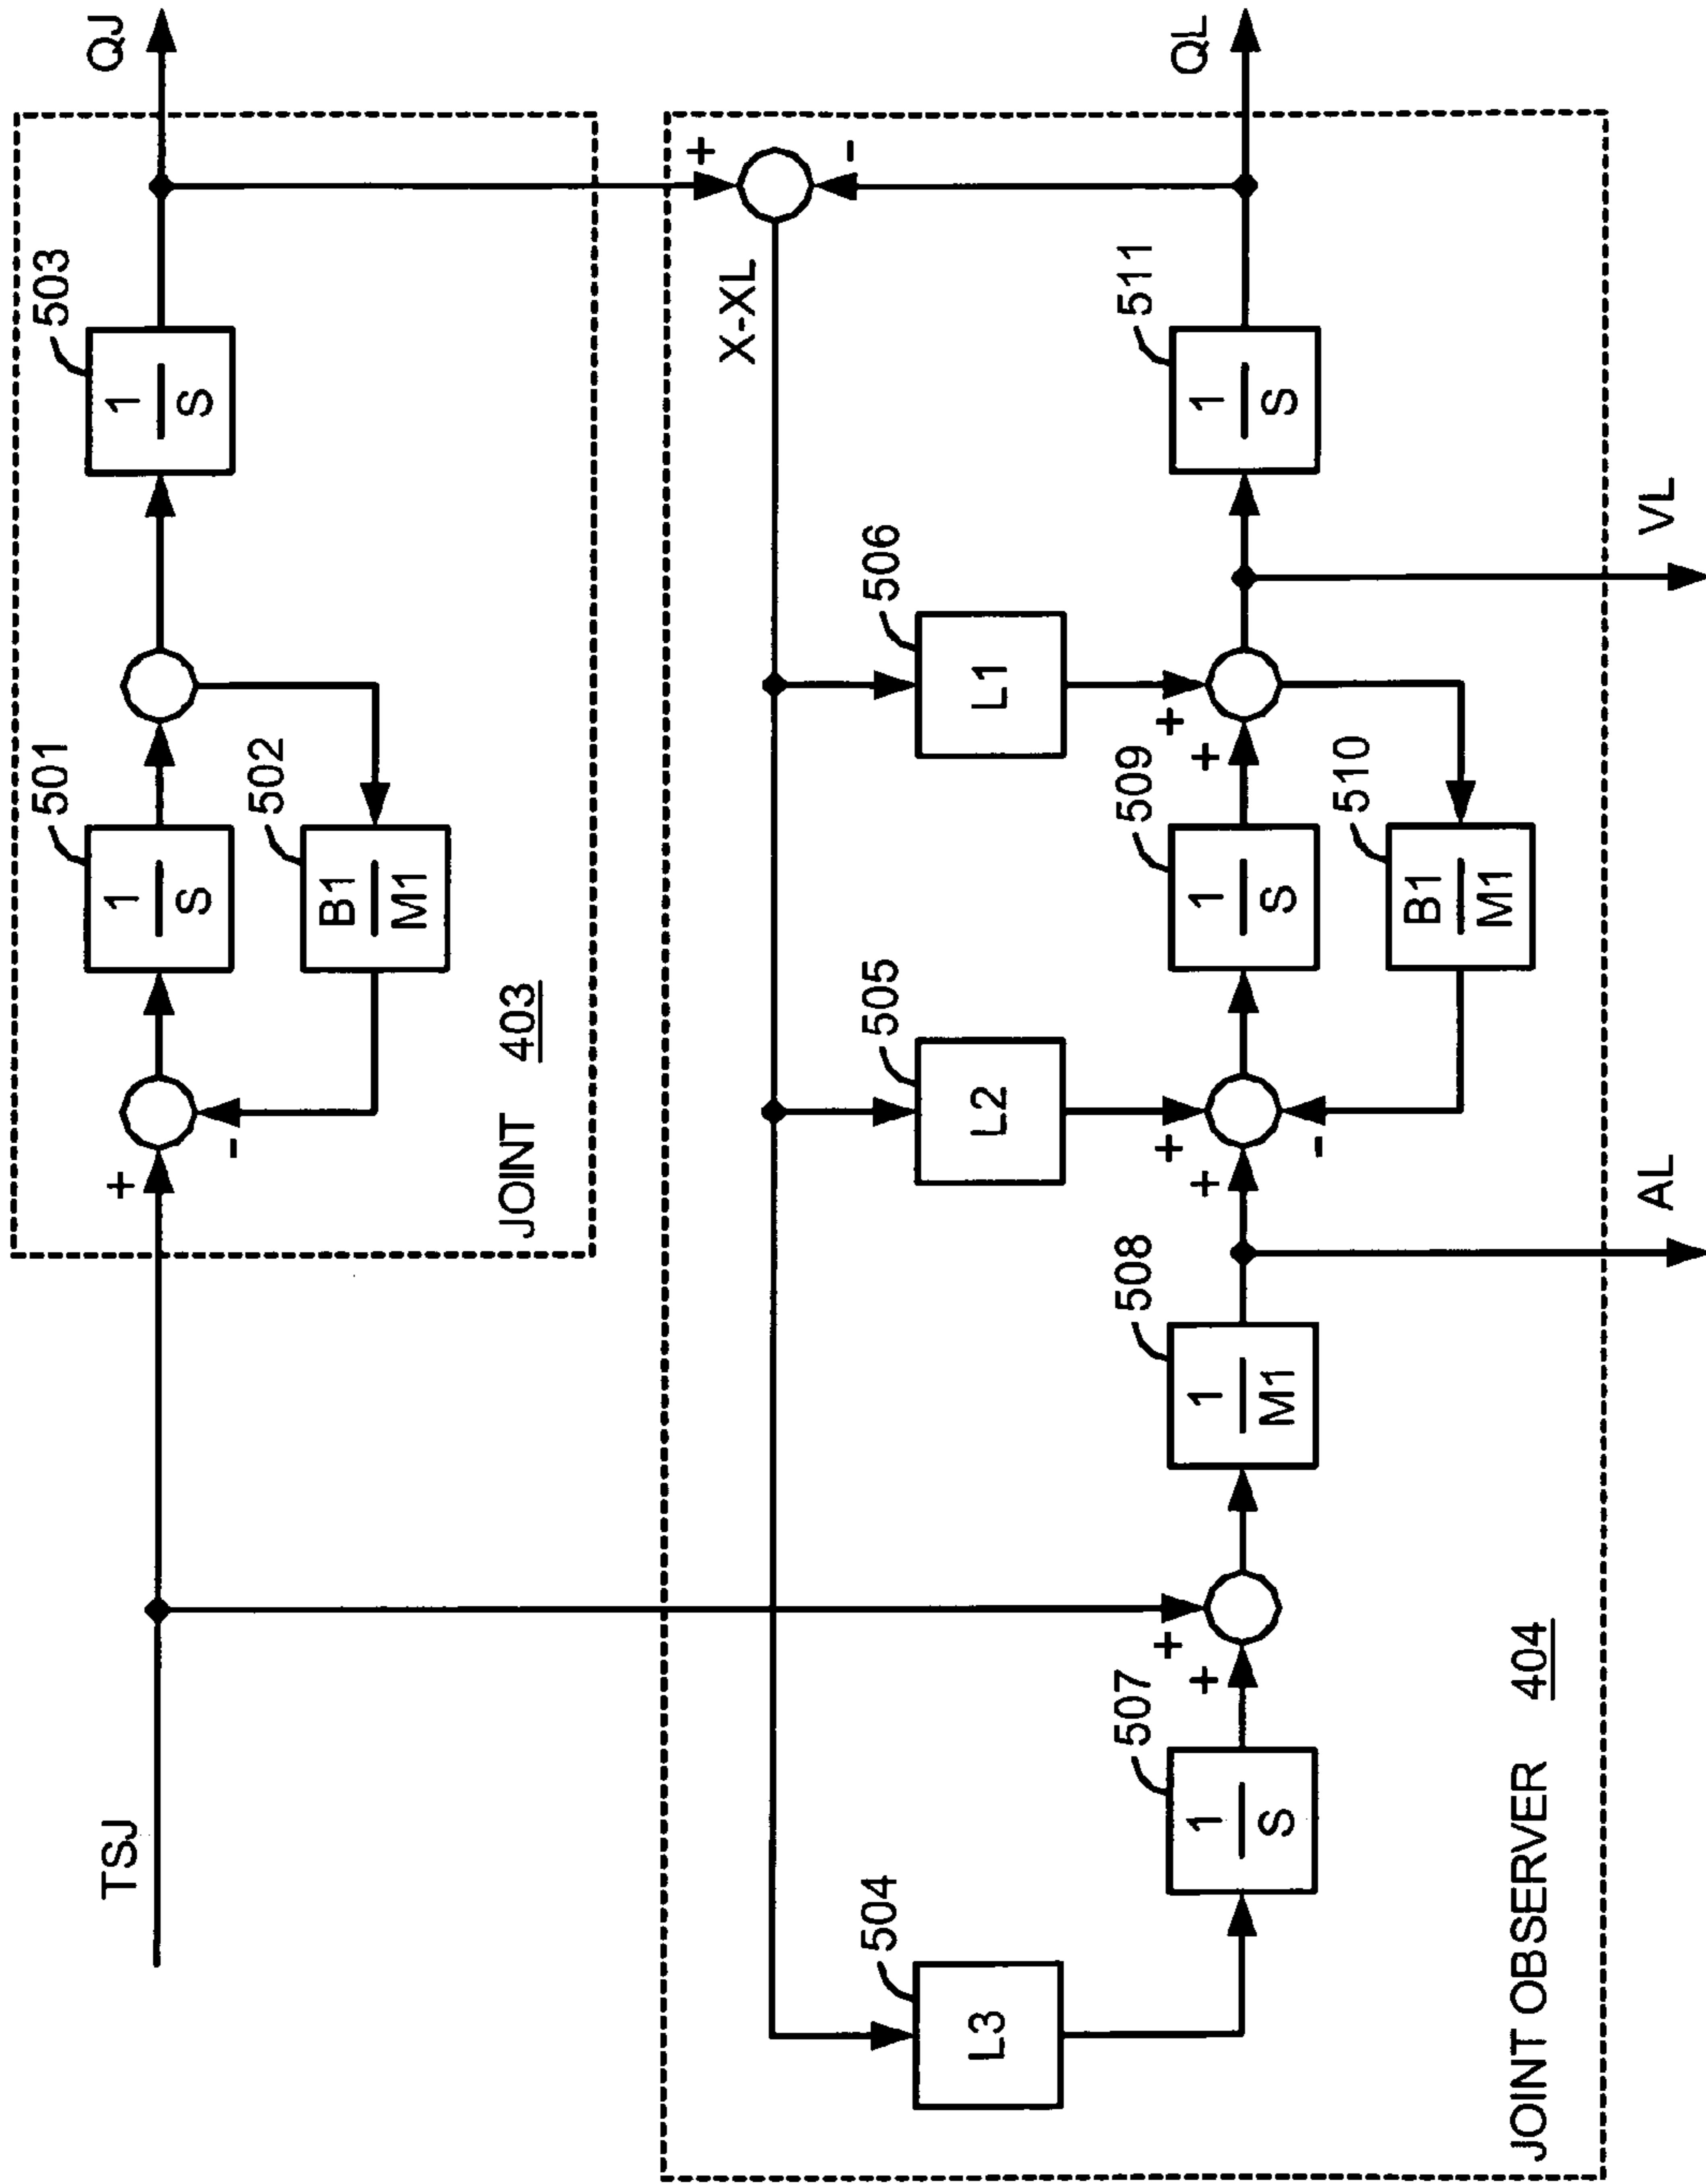 TSJ
QJ
501
1
S
502
B1
M1
503
1
S
+
-
JOINT 403
X-XL
+
-
504
L3
505
L2
506
L1
507
1
S
+
+
508
1
M1
+
+
-
509
1
S
+
+
510
B1
M1
511
1
S
QL
AL
VL
JOINT OBSERVER 404